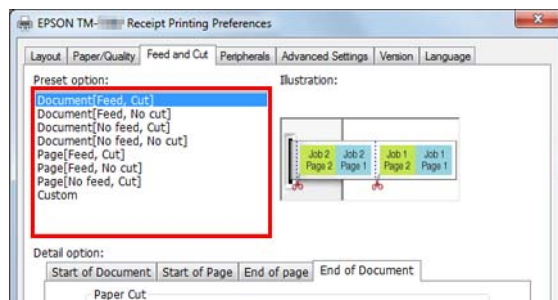 EPSON TM- Receipt Printing Preferences
x
Layout Paper/Quality Feed and Cut Peripherals Advanced Settings Version Language
Preset option:
Illustration:
Document[Feed, Cut]
Document[Feed, No cut]
Document[No feed, Cut]
Document[No feed, No cut]
Page[Feed, Cut]
Page[Feed, No cut]
Page[No feed, Cut]
Custom
Job 2 Job 2 Job 1 Job 1
Page 2 Page 1 Page 2 Page 1
Detail option:
Start of Document Start of Page End of page End of Document
Paper Cut